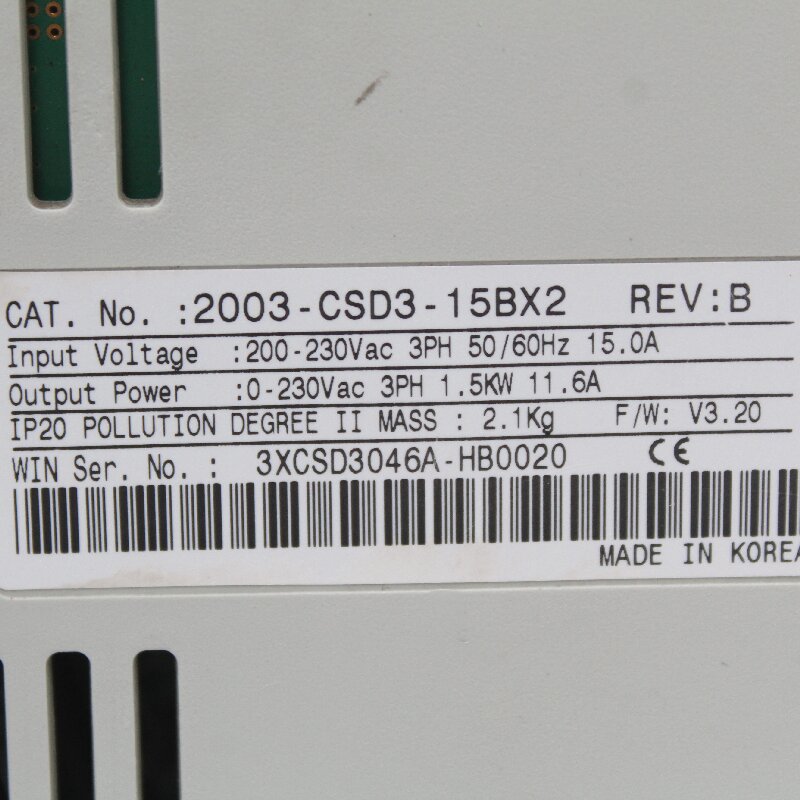 CAT. No. :2003-CSD3-15BX2 REV:B
Input Voltage :200-230Vac 3PH 50/60Hz 15.0A
Output Power :0-230Vac 3PH 1.5KW 11.6A
IP20 POLLUTION DEGREE II MASS : 2.1Kg F/W: V3.20
WIN Ser. No. : 3XCSD3046A-HB0020 CE
MADE IN KOREA